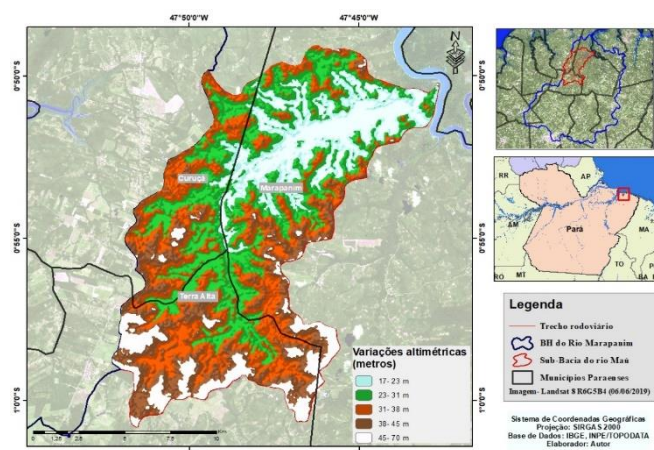 47°50'0"W
47°45'0"W
0°50'0"S
0°55'0"S
1°0'0"S
N
Curuçá
Marapanim
Terra Alta
Variações altimétricas
(metros)
17- 23 m
23- 31 m
31- 38 m
38- 45 m
45- 70 m
RR
AP
AM
Pará
MA
RO
MT
TO
BA
Legenda
Trecho rodoviário
BH do Rio Marapanim
Sub-Bacia do rio Maú
Municípios Paraenses
Imagem- Landsat 8 R6G5B4 (06/06/2019)
Sistema de Coordenadas Geográficas
Projeção: SIRGAS 2000
Base de Dados: IBGE, INPE/TOPODATA
Elaborador: Autor